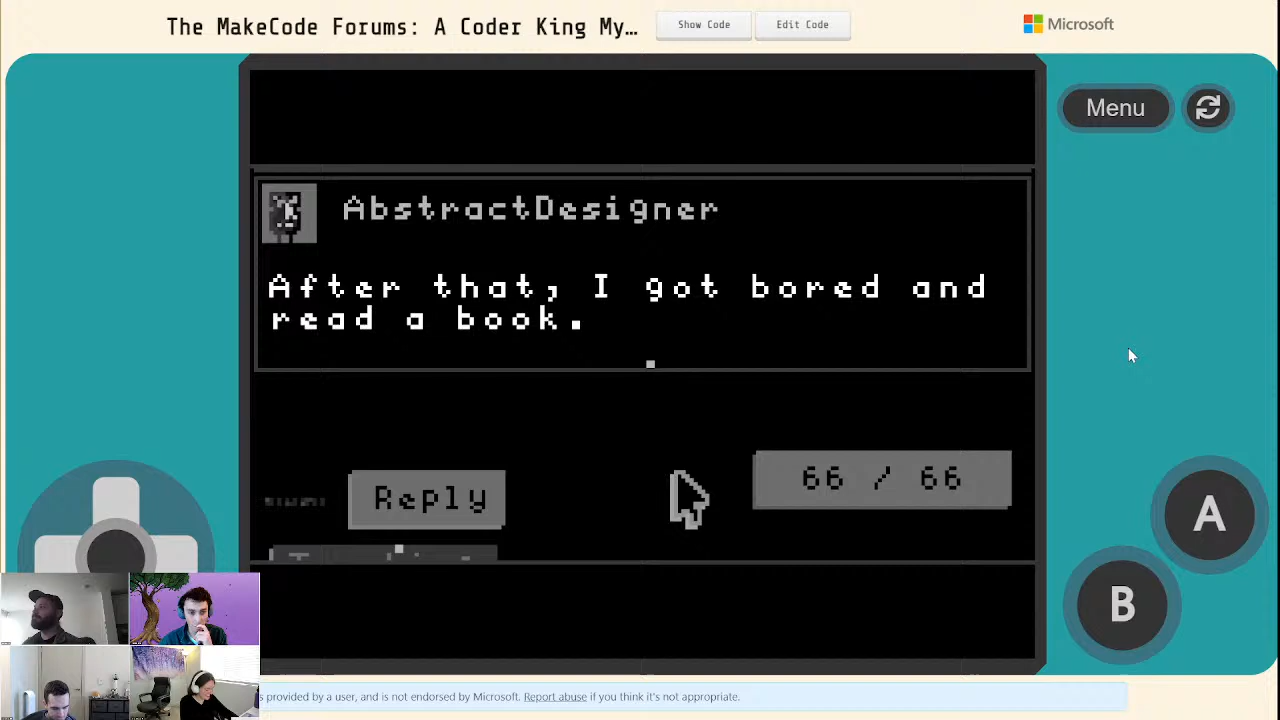 The MakeCode Forums: A Coder King My…
Show Code
Edit Code
Microsoft
Menu
AbstractDesigner
After that, I got bored and
read a book.
Reply
66 / 66
A
B
s provided by a user, and is not endorsed by Microsoft. Report abuse if you think it's not appropriate.